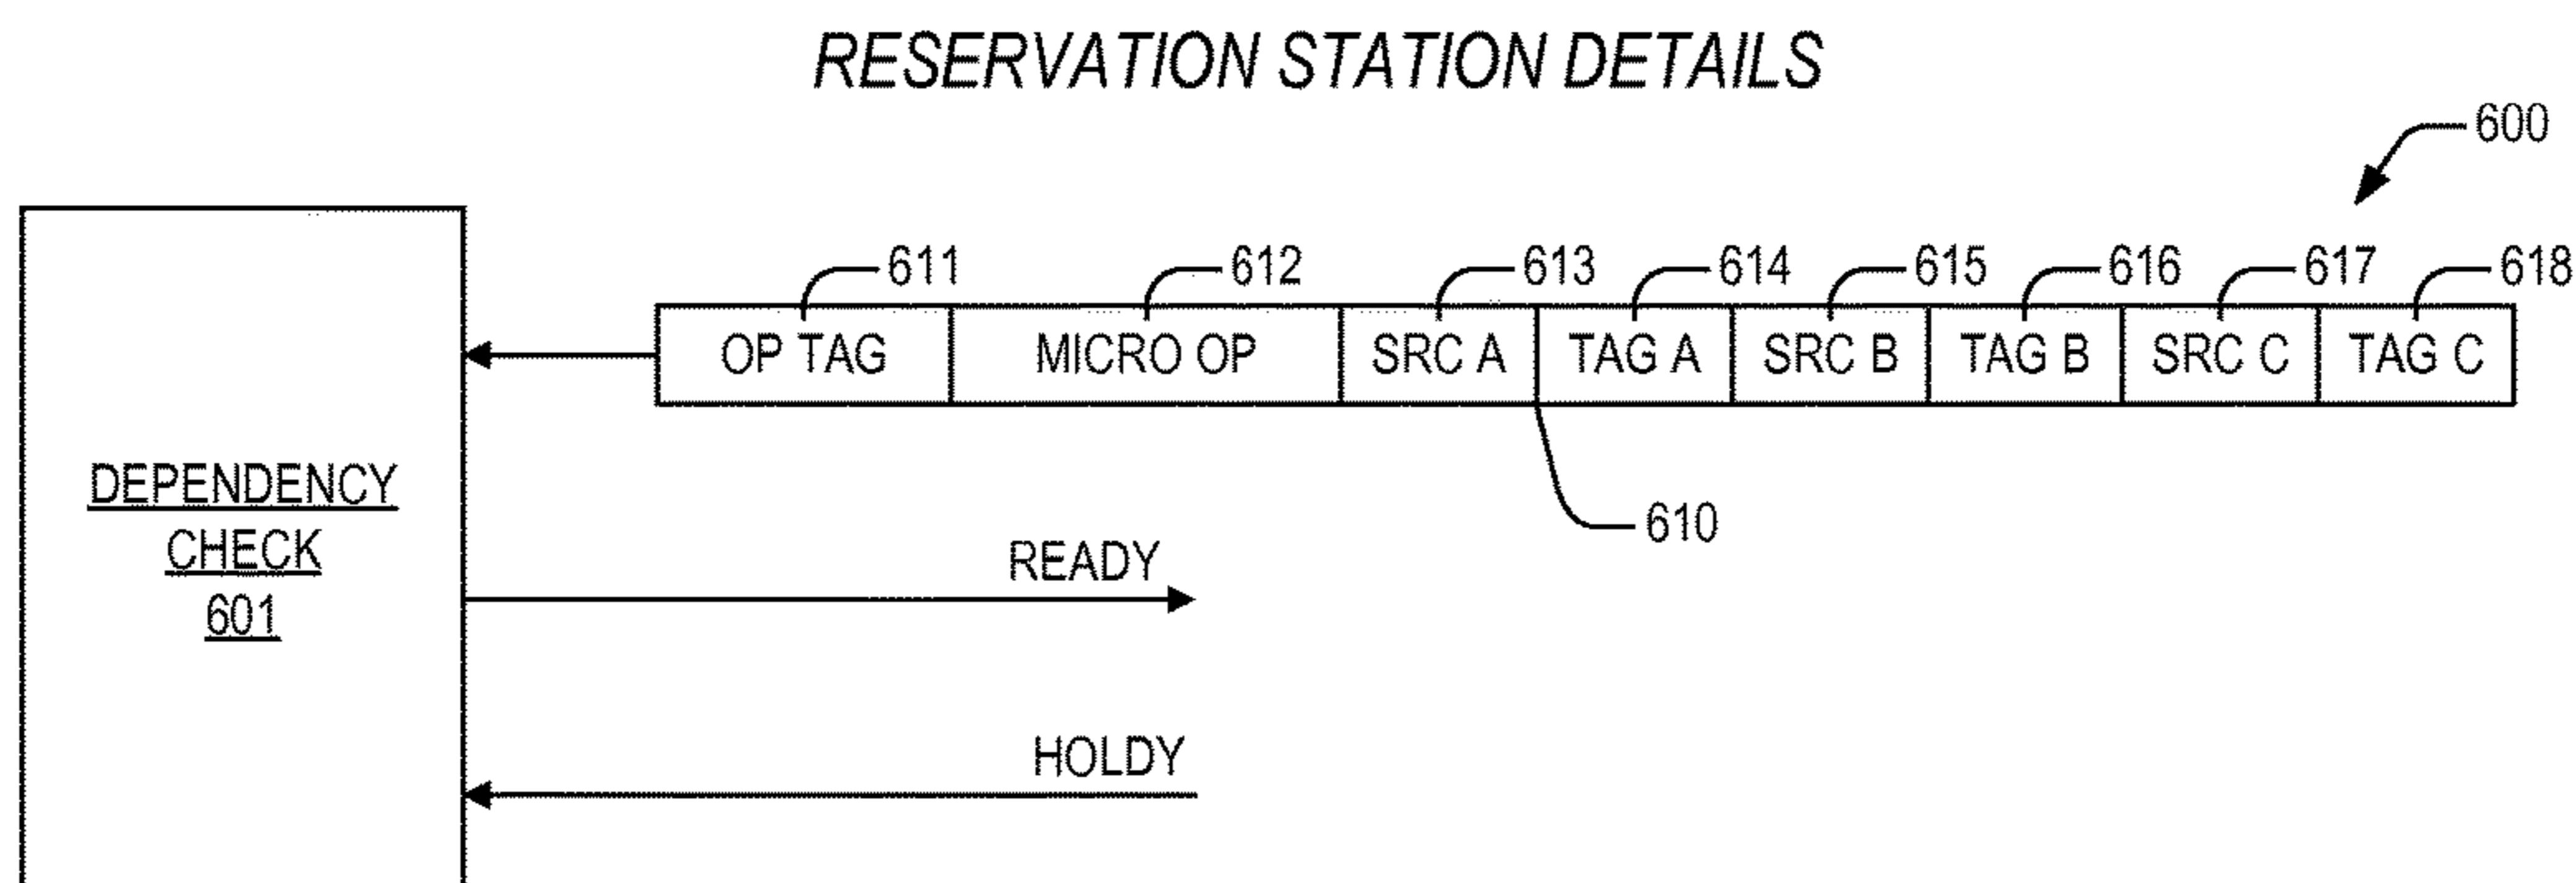 RESERVATION STATION DETAILS
600
611 612 613 614 615 616 617 618
OP TAG MICRO OP SRC A TAG A SRC B TAG B SRC C TAG C
610
DEPENDENCY
CHECK
601
READY
HOLDY